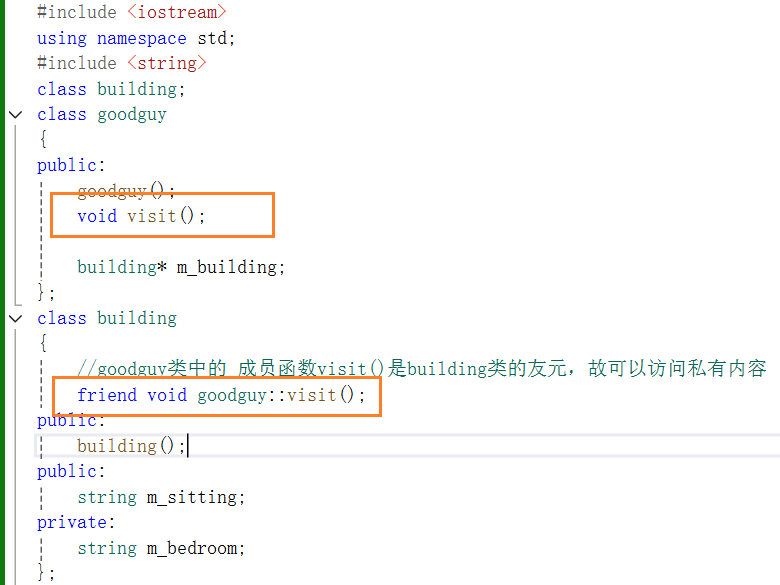 #include <iostream>
using namespace std;
#include <string>
class building;
class goodguy
{
public:
goodguy();
void visit();
building* m_building;
};
class building
{
//goodguy类中的 成员函数visit()是building类的友元，故可以访问私有内容
friend void goodguy::visit();
public:
building();
public:
string m_sitting;
private:
string m_bedroom;
};